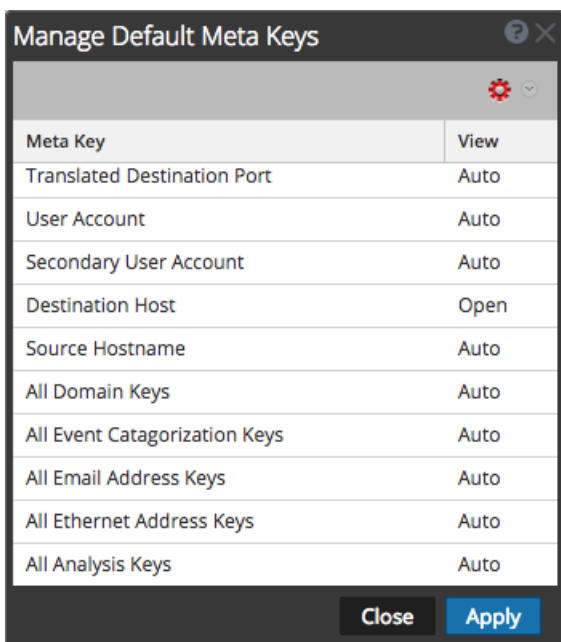 Manage Default Meta Keys
Meta Key View
Translated Destination Port Auto
User Account Auto
Secondary User Account Auto
Destination Host Open
Source Hostname Auto
All Domain Keys Auto
All Event Catagorization Keys Auto
All Email Address Keys Auto
All Ethernet Address Keys Auto
All Analysis Keys Auto
Close Apply